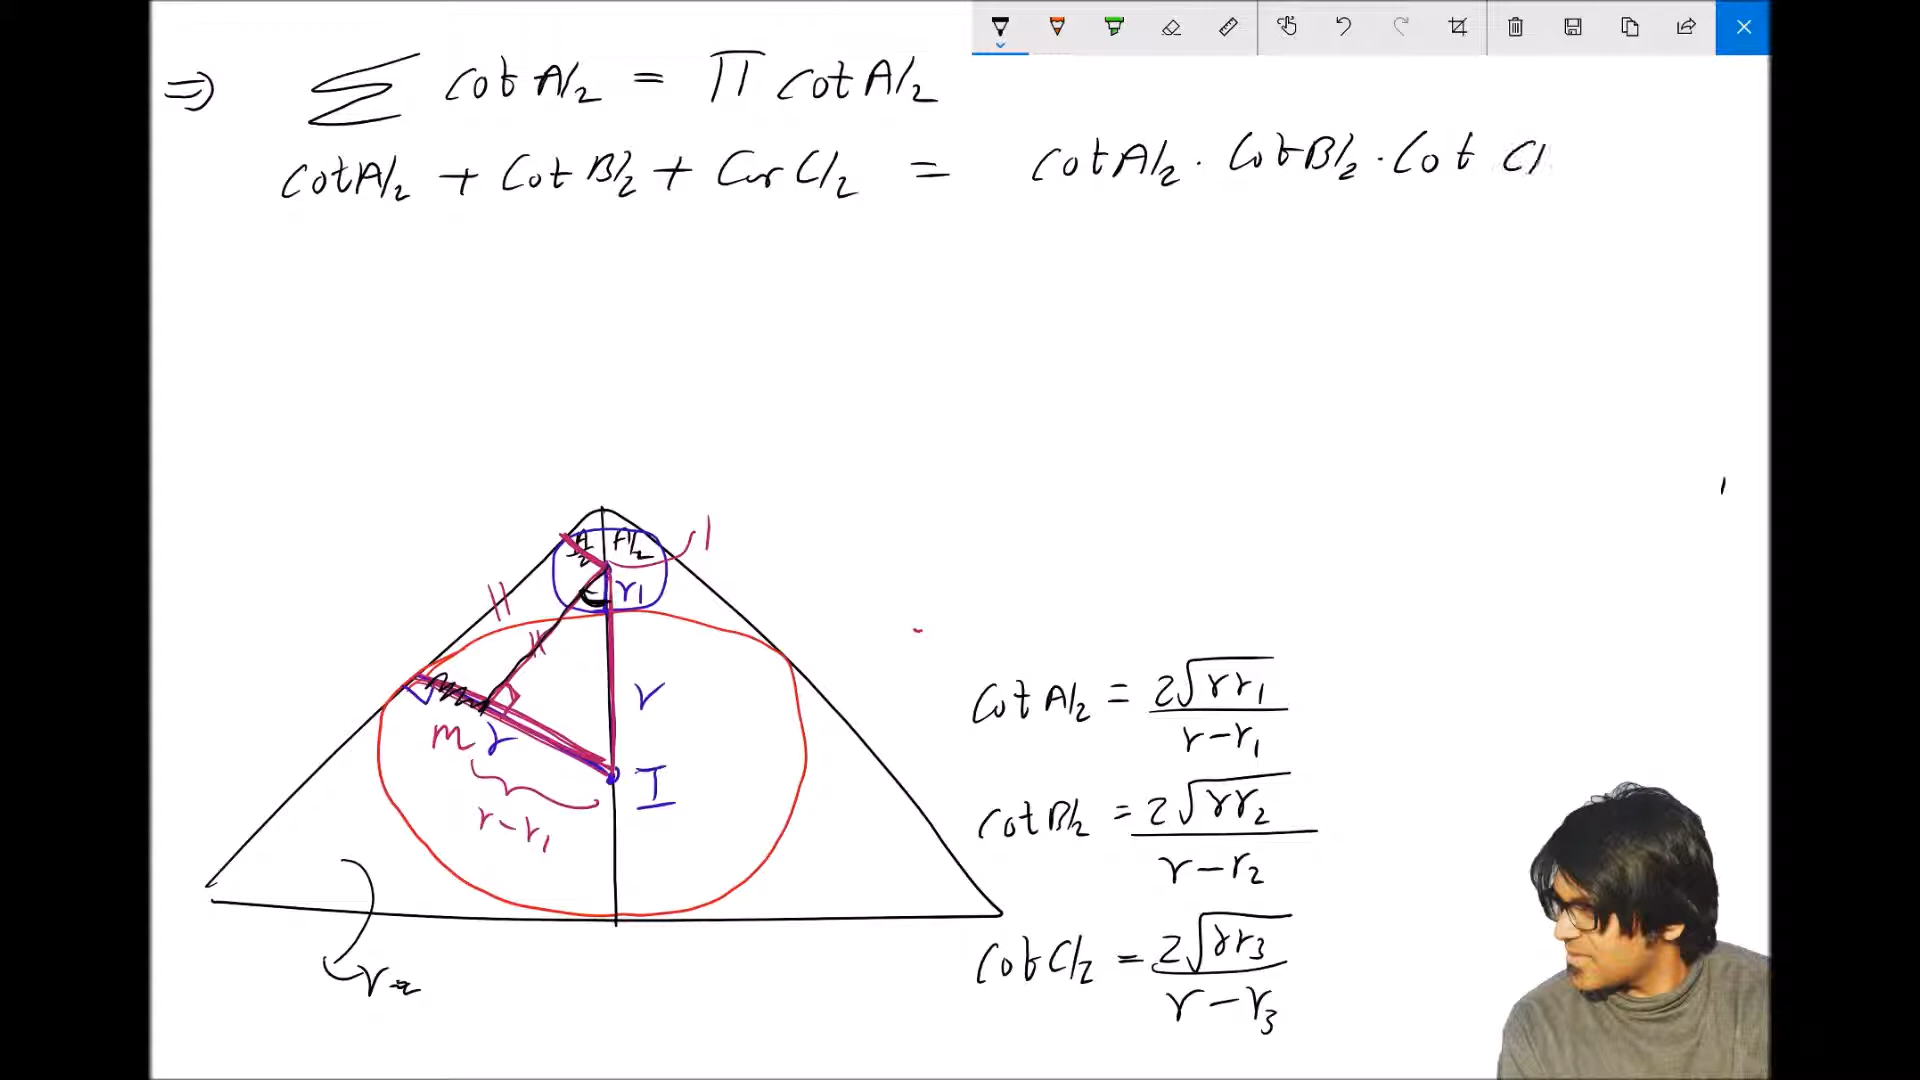 ⇒ ∑ cot A/2 = ∏ cot A/2
cot A/2 + cot B/2 + Cot C/2 = cot A/2 · Cot B/2 · Cot C/
A/2 A/2
r1
r
m r
I
r-r1
cot A/2 = 2√rr1 / r-r1
cot B/2 = 2√rr2 / r-r2
cot C/2 = 2√rr3 / r-r3